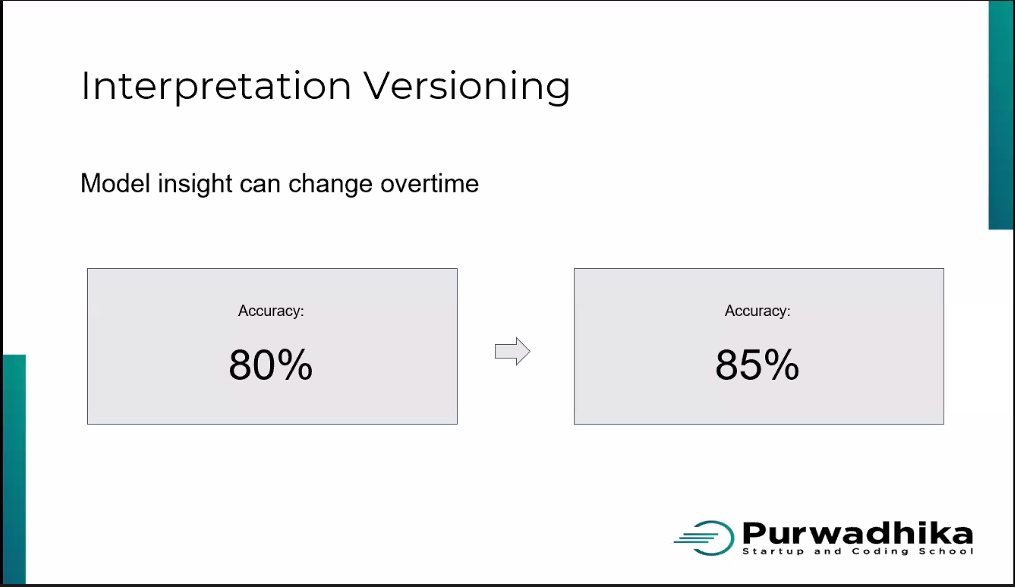 Interpretation Versioning
Model insight can change overtime
Accuracy:
80%
Accuracy:
85%
Purwadhika
Startup and Coding School